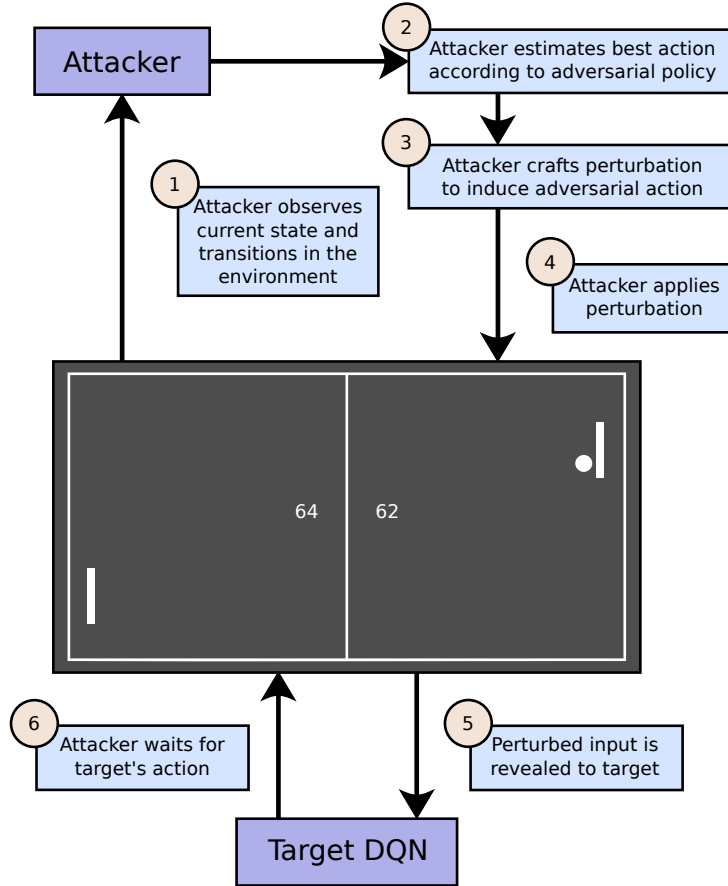 Attacker
2
Attacker estimates best action
according to adversarial policy
3
Attacker crafts perturbation
to induce adversarial action
1
Attacker observes
current state and
transitions in the
environment
4
Attacker applies
perturbation
64
62
6
Attacker waits for
target's action
5
Perturbed input is
revealed to target
Target DQN